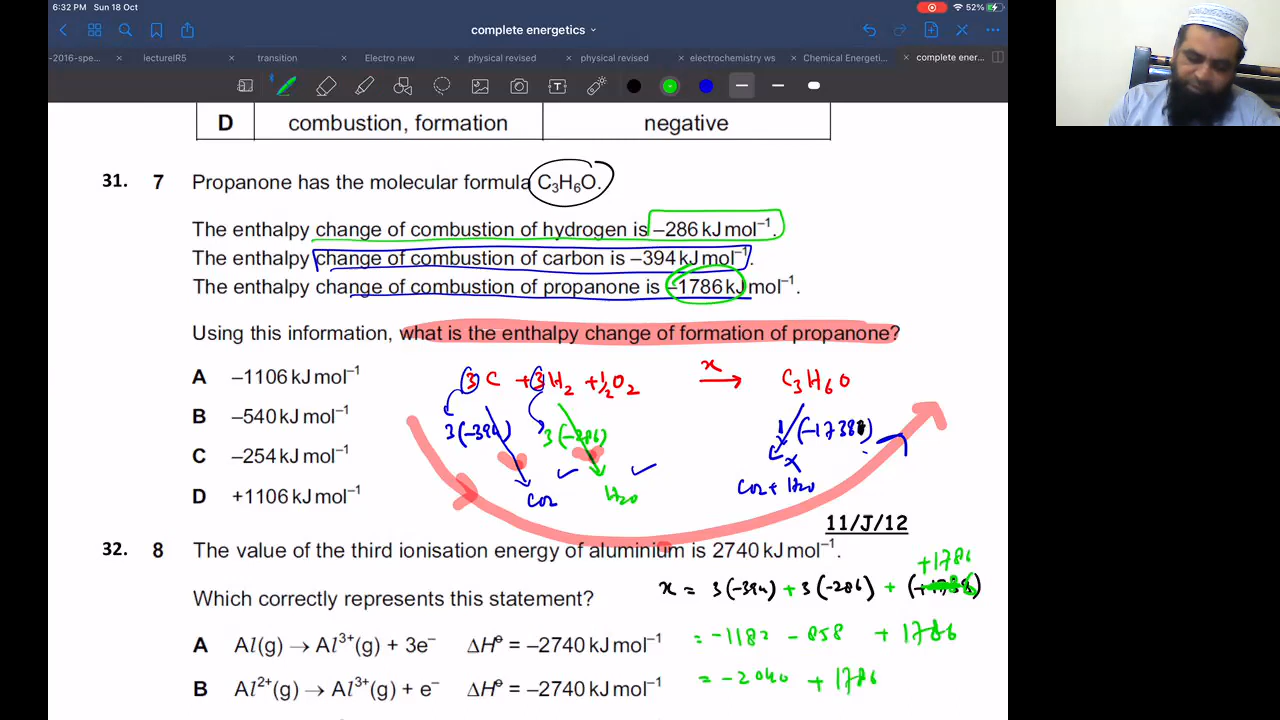 6:32 PM Sun 18 Oct
52%
complete energetics
-2016-spe...
lectureIR5
transition
Electro new
physical revised
physical revised
electrochemistry ws
Chemical Energeti...
complete ener...
D combustion, formation negative
31. 7 Propanone has the molecular formula C₃H₆O.
The enthalpy change of combustion of hydrogen is –286 kJ mol⁻¹.
The enthalpy change of combustion of carbon is –394 kJ mol⁻¹.
The enthalpy change of combustion of propanone is –1786 kJ mol⁻¹.
Using this information, what is the enthalpy change of formation of propanone?
x
3C + 3H₂ + ½O₂ → C₃H₆O
A –1106 kJ mol⁻¹
B –540 kJ mol⁻¹
3(-394) 3(-286)
C –254 kJ mol⁻¹
D +1106 kJ mol⁻¹
CO₂ H₂O CO₂ + H₂O
11/J/12
32. 8 The value of the third ionisation energy of aluminium is 2740 kJ mol⁻¹.
+1786
x = 3(-394) + 3(-286) +
Which correctly represents this statement?
= -1182 - 858 + 1786
A Al(g) → Al³⁺(g) + 3e⁻ ΔH⦵ = –2740 kJ mol⁻¹
= -2040 + 1786
B Al²⁺(g) → Al³⁺(g) + e⁻ ΔH⦵ = –2740 kJ mol⁻¹